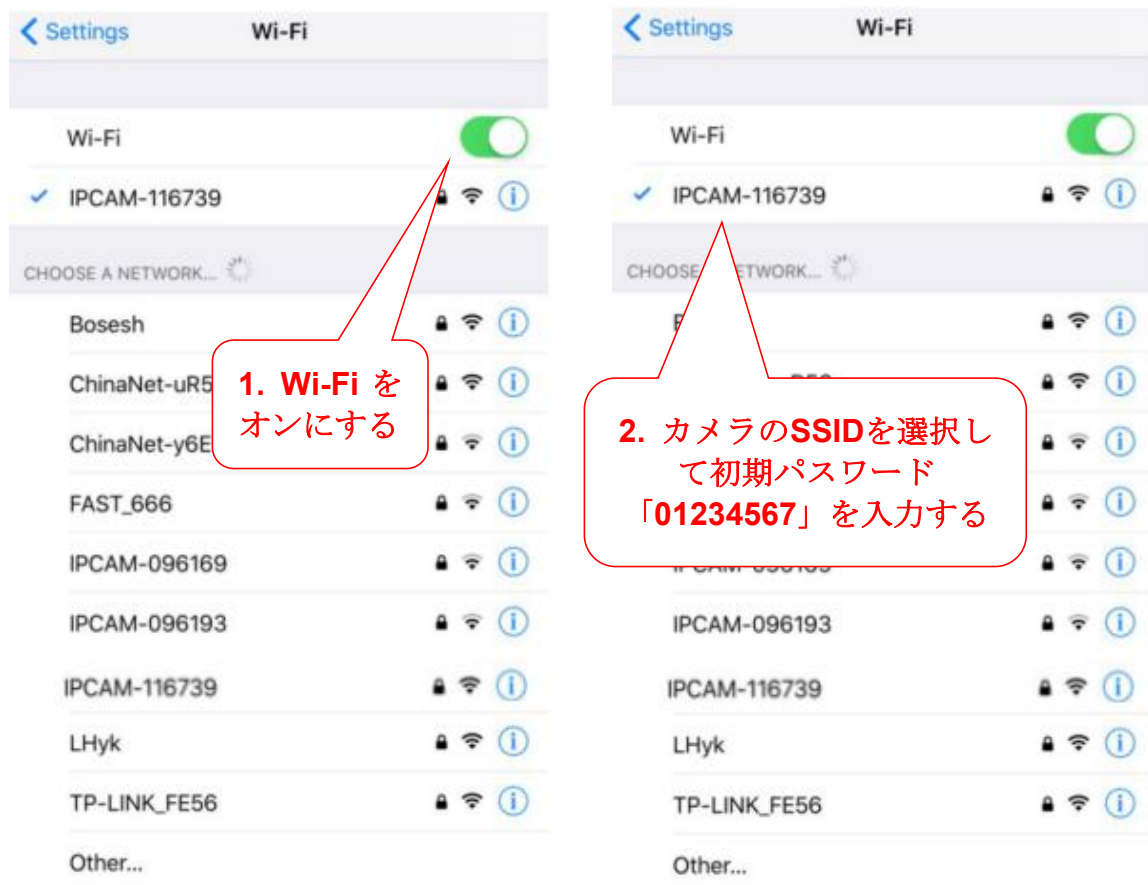 Settings
Wi-Fi
Wi-Fi
IPCAM-116739
CHOOSE A NETWORK...
Bosesh
ChinaNet-uR5
ChinaNet-y6E
FAST_666
IPCAM-096169
IPCAM-096193
IPCAM-116739
LHyk
TP-LINK_FE56
Other...
1. Wi-Fi を
オンにする
Settings
Wi-Fi
Wi-Fi
IPCAM-116739
CHOOSE NETWORK...
IPCAM-096193
IPCAM-116739
LHyk
TP-LINK_FE56
Other...
2. カメラのSSIDを選択し
て初期パスワード
「01234567」を入力する